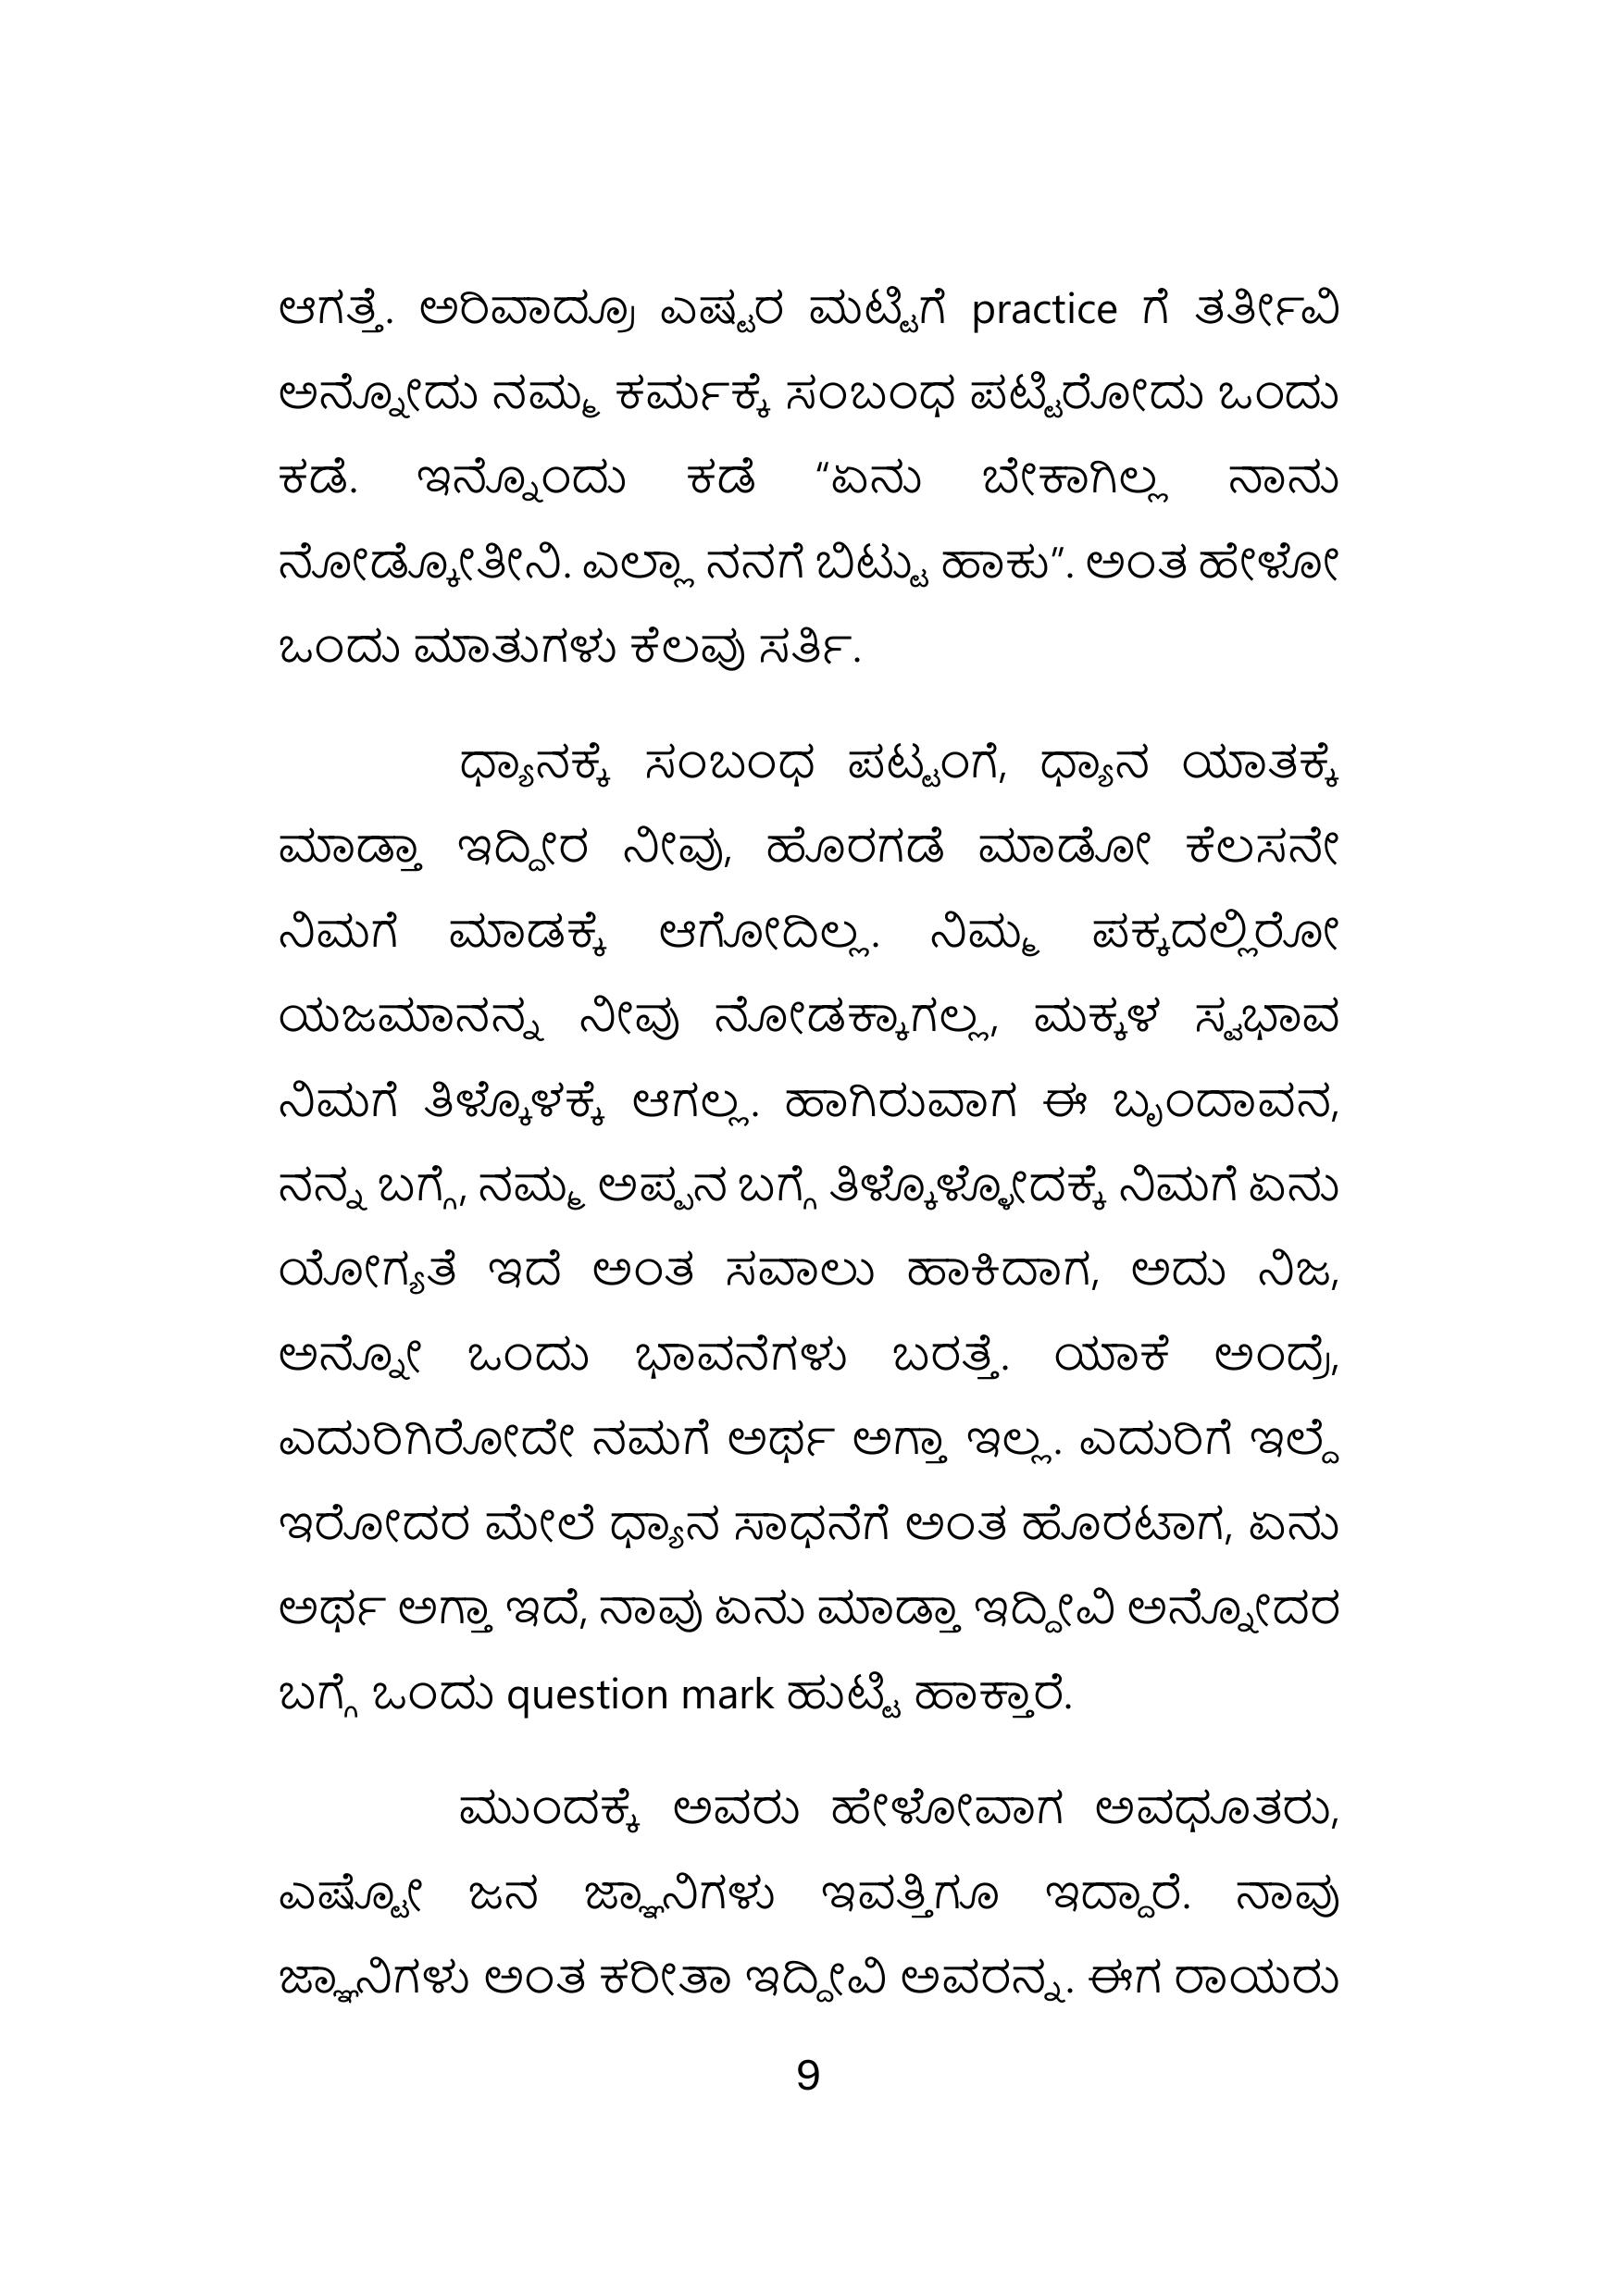 ಆಗತ್ತೆ. ಅರಿವಾದ್ರೂ ಎಷ್ಟರ ಮಟ್ಟಿಗೆ practice ಗೆ ತರ್ತೀವಿ
ಅನ್ನೋದು ನಮ್ಮ ಕರ್ಮಕ್ಕೆ ಸಂಬಂಧ ಪಟ್ಟಿರೋದು ಒಂದು
ಕಡೆ. ಇನ್ನೊಂದು ಕಡೆ “ಏನು ಬೇಕಾಗಿಲ್ಲ ನಾನು
ನೋಡ್ಕೋತೀನಿ. ಎಲ್ಲಾ ನನಗೆ ಬಿಟ್ಟು ಹಾಕು”. ಅಂತ ಹೇಳೋ
ಒಂದು ಮಾತುಗಳು ಕೆಲವು ಸರ್ತಿ.
ಧ್ಯಾನಕ್ಕೆ ಸಂಬಂಧ ಪಟ್ಟಂಗೆ, ಧ್ಯಾನ ಯಾತಕ್ಕೆ
ಮಾಡ್ತಾ ಇದ್ದೀರ ನೀವು, ಹೊರಗಡೆ ಮಾಡೋ ಕೆಲಸನೇ
ನಿಮಗೆ ಮಾಡಕ್ಕೆ ಆಗೋದಿಲ್ಲ. ನಿಮ್ಮ ಪಕ್ಕದಲ್ಲಿರೋ
ಯಜಮಾನನ್ನ ನೀವು ನೋಡಕ್ಕಾಗಲ್ಲ, ಮಕ್ಕಳ ಸ್ವಭಾವ
ನಿಮಗೆ ತಿಳ್ಕೊಳಕ್ಕೆ ಆಗಲ್ಲ. ಹಾಗಿರುವಾಗ ಈ ಬೃಂದಾವನ,
ನನ್ನ ಬಗ್ಗೆ, ನಮ್ಮ ಅಪ್ಪನ ಬಗ್ಗೆ ತಿಳ್ಕೊಳ್ಳೋದಕ್ಕೆ ನಿಮಗೆ ಏನು
ಯೋಗ್ಯತೆ ಇದೆ ಅಂತ ಸವಾಲು ಹಾಕಿದಾಗ, ಅದು ನಿಜ,
ಅನ್ನೋ ಒಂದು ಭಾವನೆಗಳು ಬರತ್ತೆ. ಯಾಕೆ ಅಂದ್ರೆ,
ಎದುರಿಗಿರೋದೇ ನಮಗೆ ಅರ್ಥ ಅಗ್ತಾ ಇಲ್ಲ. ಎದುರಿಗೆ ಇಲ್ದೆ
ಇರೋದರ ಮೇಲೆ ಧ್ಯಾನ ಸಾಧನೆಗೆ ಅಂತ ಹೊರಟಾಗ, ಏನು
ಅರ್ಥ ಅಗ್ತಾ ಇದೆ, ನಾವು ಏನು ಮಾಡ್ತಾ ಇದ್ದೀವಿ ಅನ್ನೋದರ
ಬಗ್ಗೆ ಒಂದು question mark ಹುಟ್ಟಿ ಹಾಕ್ತಾರೆ.
ಮುಂದಕ್ಕೆ ಅವರು ಹೇಳೋವಾಗ ಅವಧೂತರು,
ಎಷ್ಟೋ ಜನ ಜ್ಞಾನಿಗಳು ಇವತ್ತಿಗೂ ಇದ್ದಾರೆ. ನಾವು
ಜ್ಞಾನಿಗಳು ಅಂತ ಕರೀತಾ ಇದ್ದೀವಿ ಅವರನ್ನ. ಈಗ ರಾಯರು
9